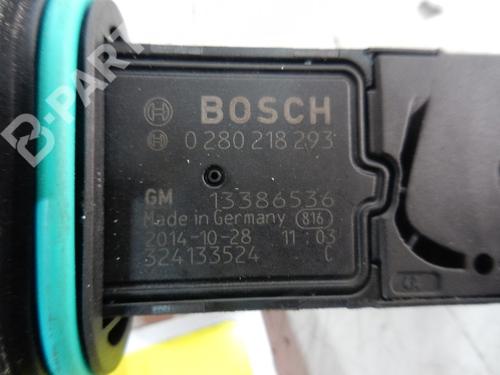 BOSCH
0 280 218 293
GM 13386536
Made in Germany 816
2014-10-28 11:03
324133524 C
B-PARTS